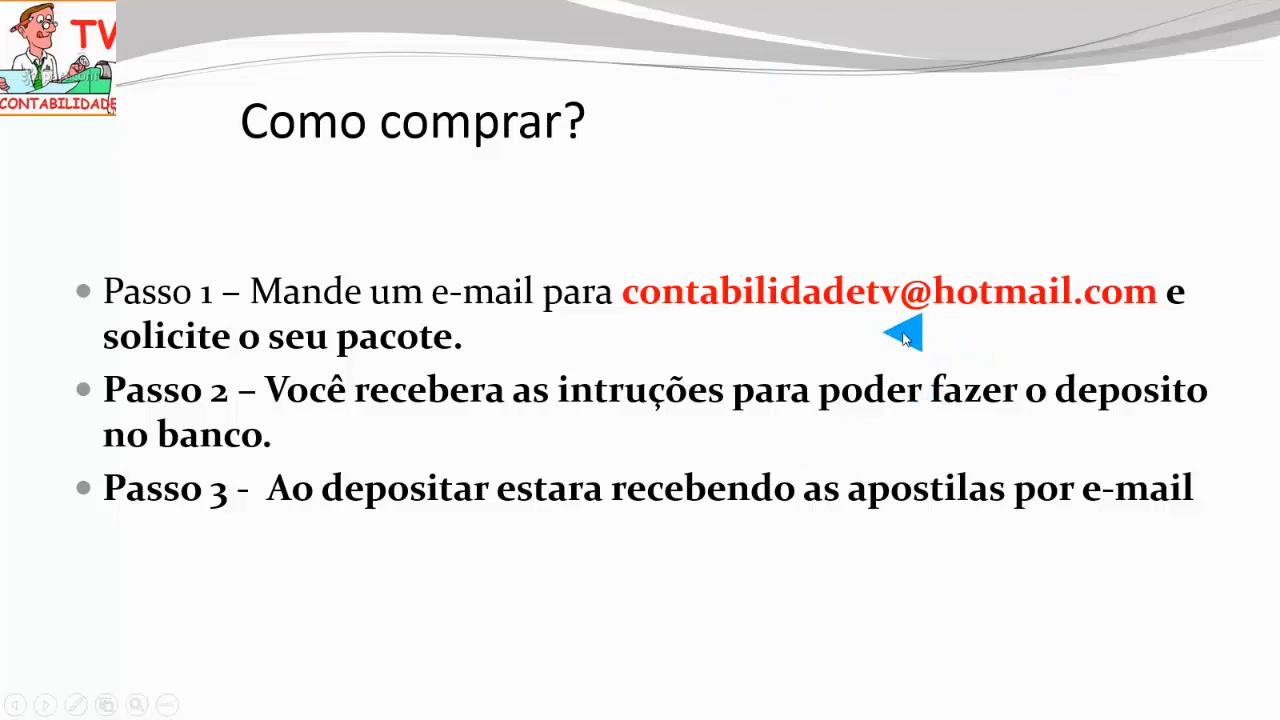 TV
CONTABILIDADE
Como comprar?
Passo 1 – Mande um e-mail para contabilidadetv@hotmail.com e
solicite o seu pacote.
Passo 2 – Você recebera as intruções para poder fazer o deposito
no banco.
Passo 3 - Ao depositar estara recebendo as apostilas por e-mail